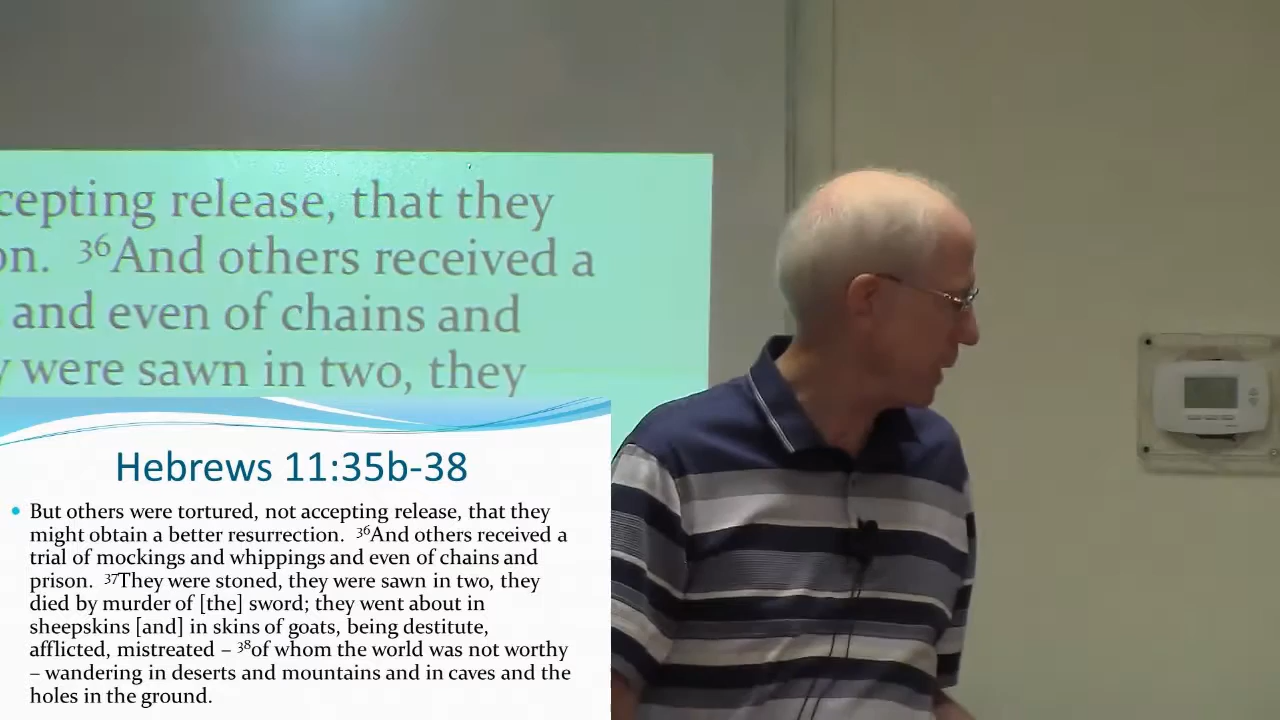 cepting release, that they
on. ³⁶And others received a
and even of chains and
y were sawn in two, they
Hebrews 11:35b-38
• But others were tortured, not accepting release, that they
might obtain a better resurrection. ³⁶And others received a
trial of mockings and whippings and even of chains and
prison. ³⁷They were stoned, they were sawn in two, they
died by murder of [the] sword; they went about in
sheepskins [and] in skins of goats, being destitute,
afflicted, mistreated – ³⁸of whom the world was not worthy
– wandering in deserts and mountains and in caves and the
holes in the ground.